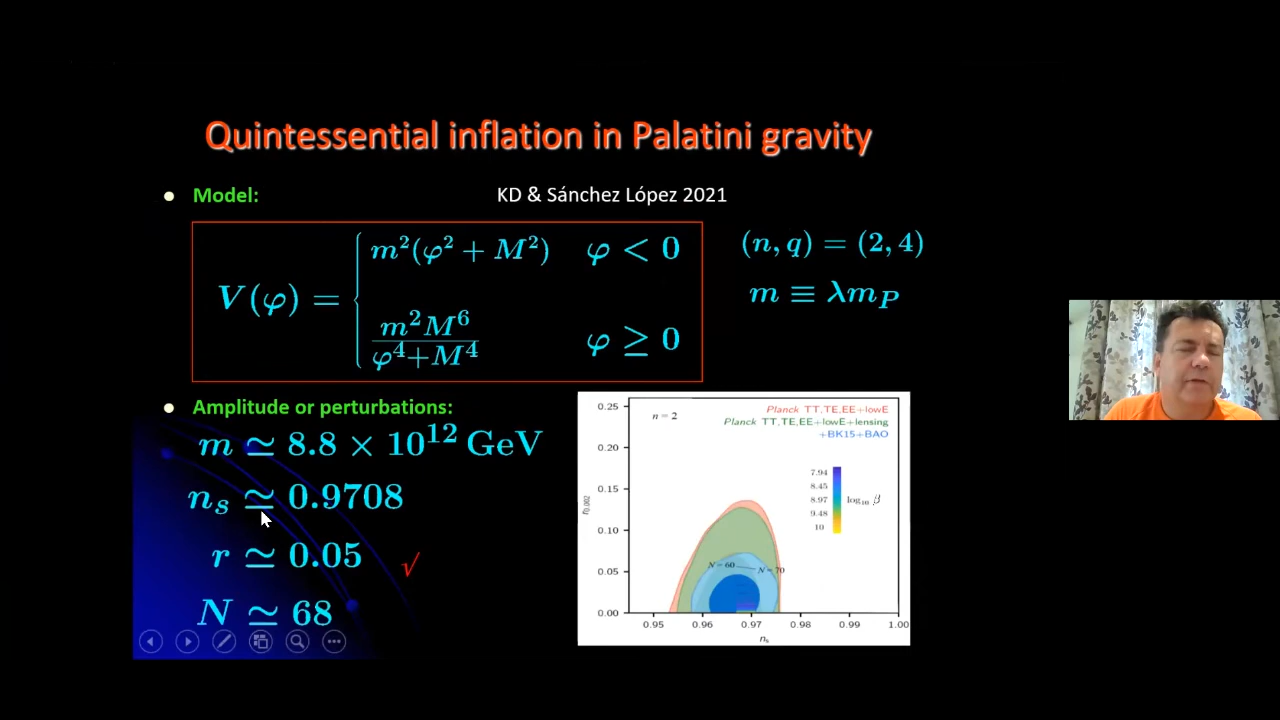 Quintessential inflation in Palatini gravity
● Model:
KD & Sánchez López 2021
V(φ) = { m²(φ² + M²)   φ < 0
m²M⁶ / φ⁴+M⁴   φ ≥ 0
(n, q) = (2, 4)
m ≡ λm_P
● Amplitude or perturbations:
m ≃ 8.8 × 10¹² GeV
n_s ≃ 0.9708
r ≃ 0.05 √
N ≃ 68
n = 2
Planck TT,TE,EE+lowE
Planck TT,TE,EE+lowE+lensing
+BK15+BAO
0.25
0.20
0.15
0.10
0.05
0.00
r0.002
7.94
8.45
8.97
9.48
10
log₁₀ β
N=60 N=70
0.95 0.96 0.97 0.98 0.99 1.00
n_s